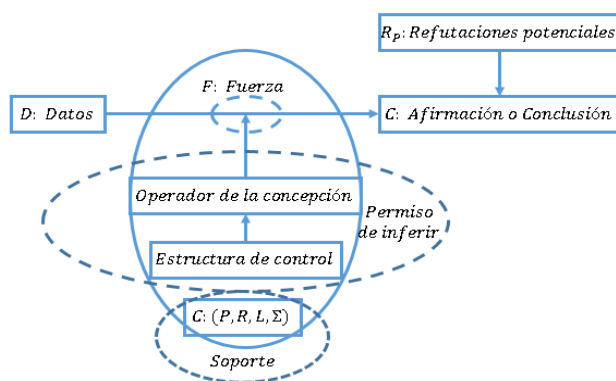 R_P: Refutaciones potenciales
F: Fuerza
D: Datos
C: Afirmación o Conclusión
Operador de la concepción
Permiso
de inferir
Estructura de control
C: (P, R, L, Σ)
Soporte